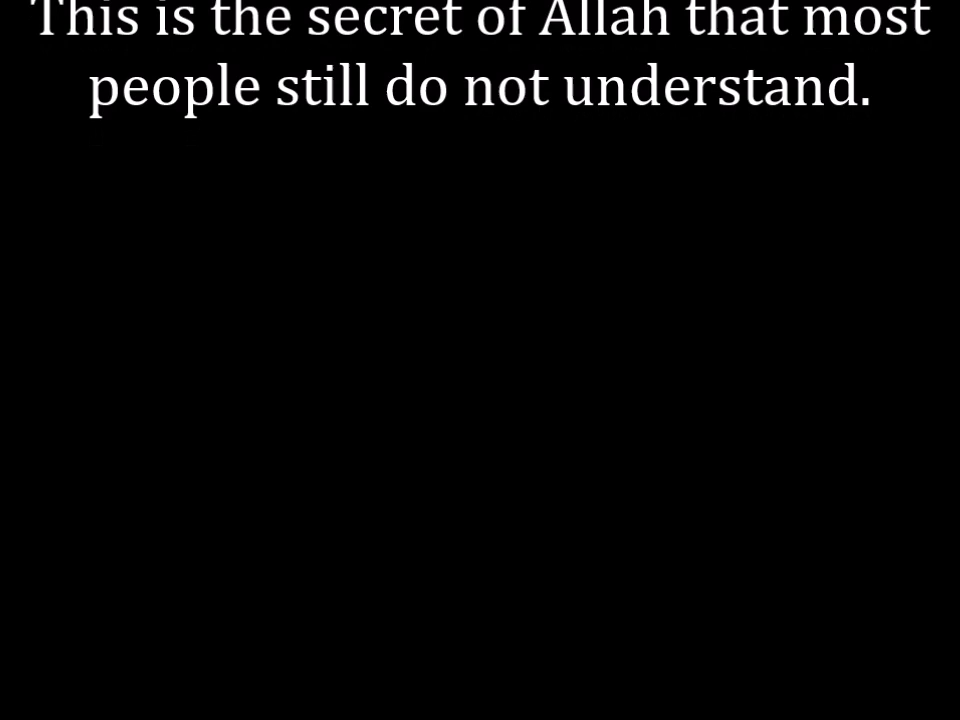 This is the secret of Allah that most
people still do not understand.